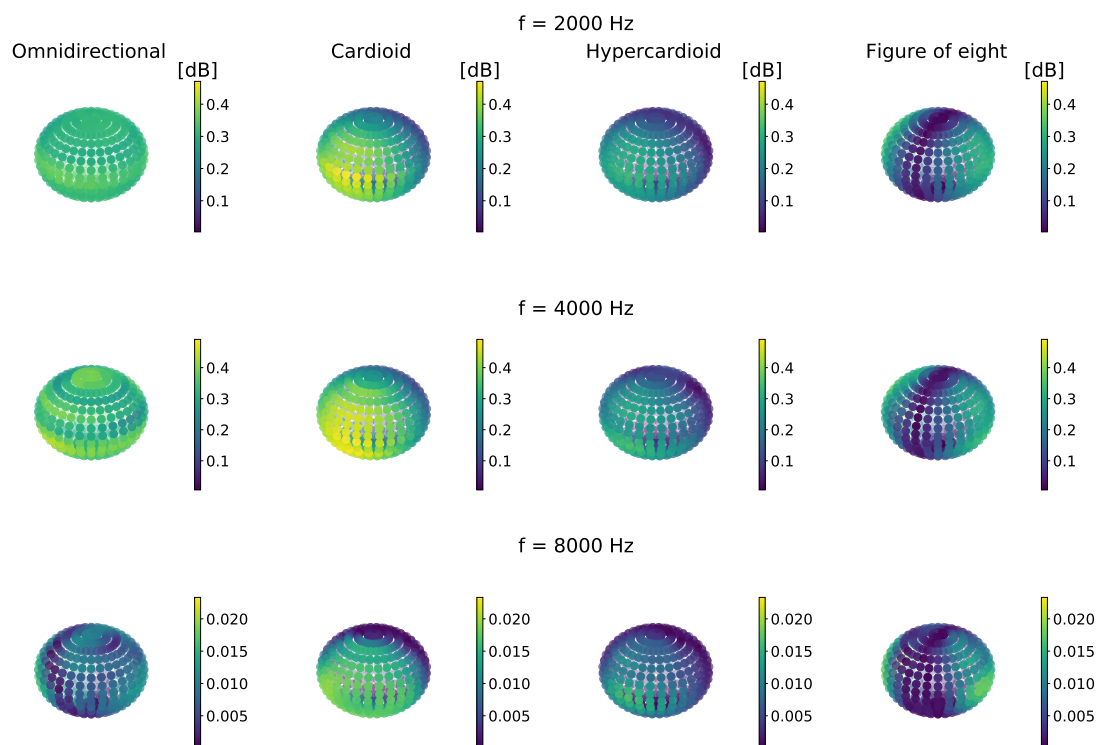 f = 2000 Hz
Omnidirectional Cardioid Hypercardioid Figure of eight
[dB] [dB] [dB] [dB]
0.4 0.4 0.4 0.4
0.3 0.3 0.3 0.3
0.2 0.2 0.2 0.2
0.1 0.1 0.1 0.1
f = 4000 Hz
0.4 0.4 0.4 0.4
0.3 0.3 0.3 0.3
0.2 0.2 0.2 0.2
0.1 0.1 0.1 0.1
f = 8000 Hz
0.020 0.020 0.020 0.020
0.015 0.015 0.015 0.015
0.010 0.010 0.010 0.010
0.005 0.005 0.005 0.005